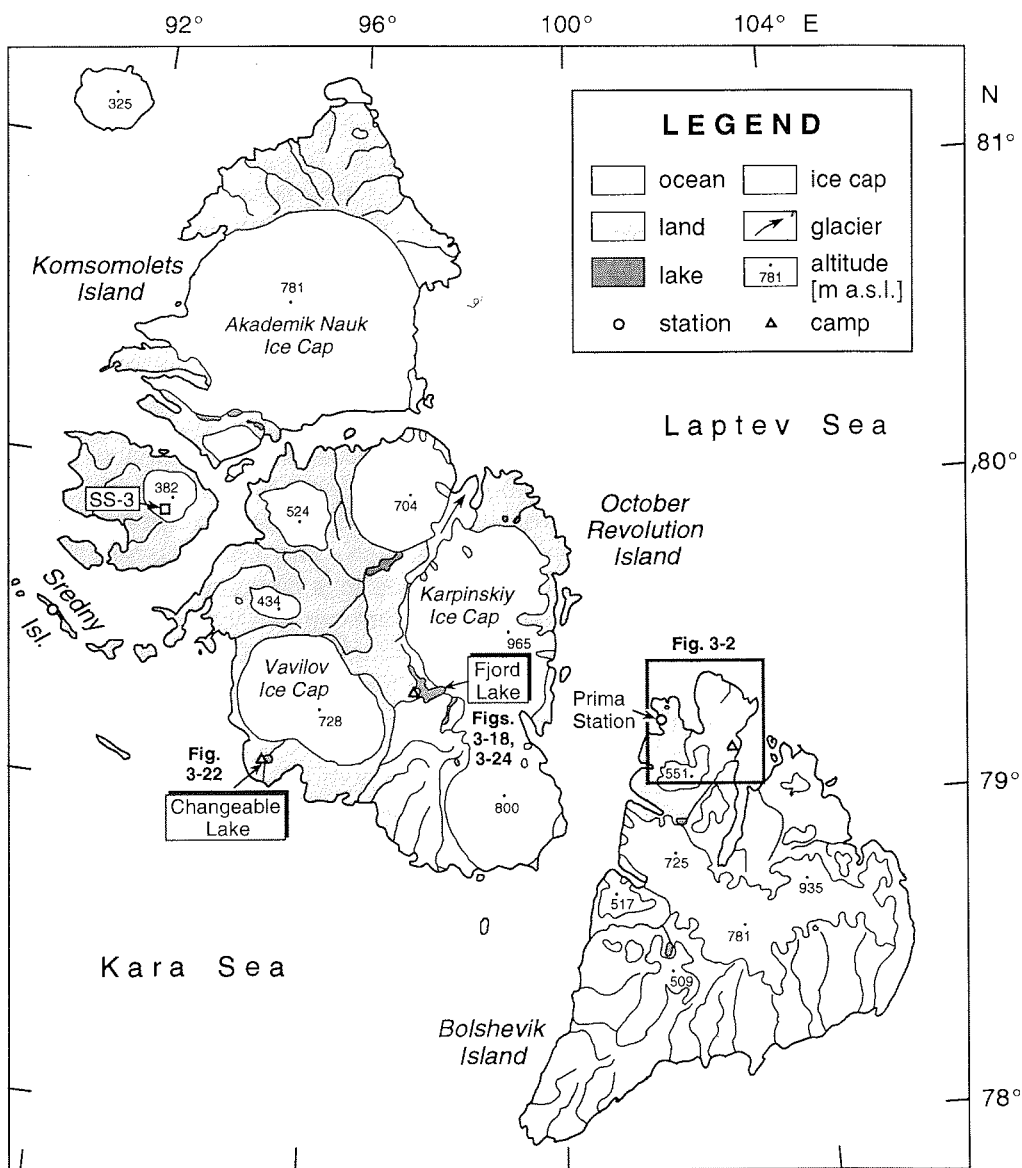 92°
96°
100°
104° E
N
81°
80°
79°
78°
LEGEND
ocean
ice cap
land
glacier
lake
781
altitude
[m a.s.l.]
station
camp
325
Komsomolets
Island
781
Akademik Nauk
Ice Cap
Laptev Sea
382
SS-3
524
704
October
Revolution
Island
Sredny
Isl.
434
Karpinskiy
Ice Cap
965
Vavilov
Ice Cap
728
Fjord
Lake
Figs.
3-18,
3-24
Fig. 3-2
Prima
Station
551
Fig.
3-22
Changeable
Lake
800
725
935
517
781
509
Kara Sea
Bolshevik
Island